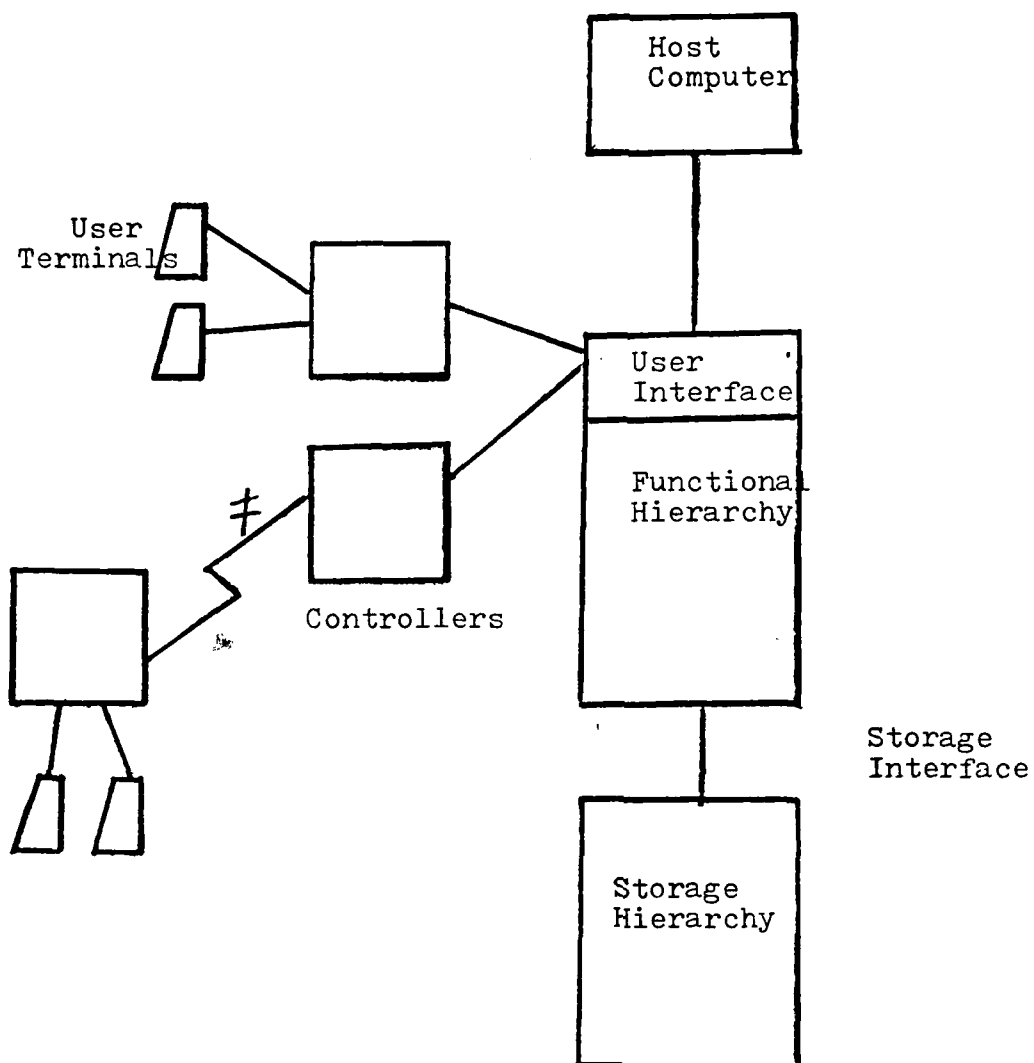 Host
Computer
User
Terminals
User
Interface
Functional
Hierarchy
Controllers
Storage
Interface
Storage
Hierarchy